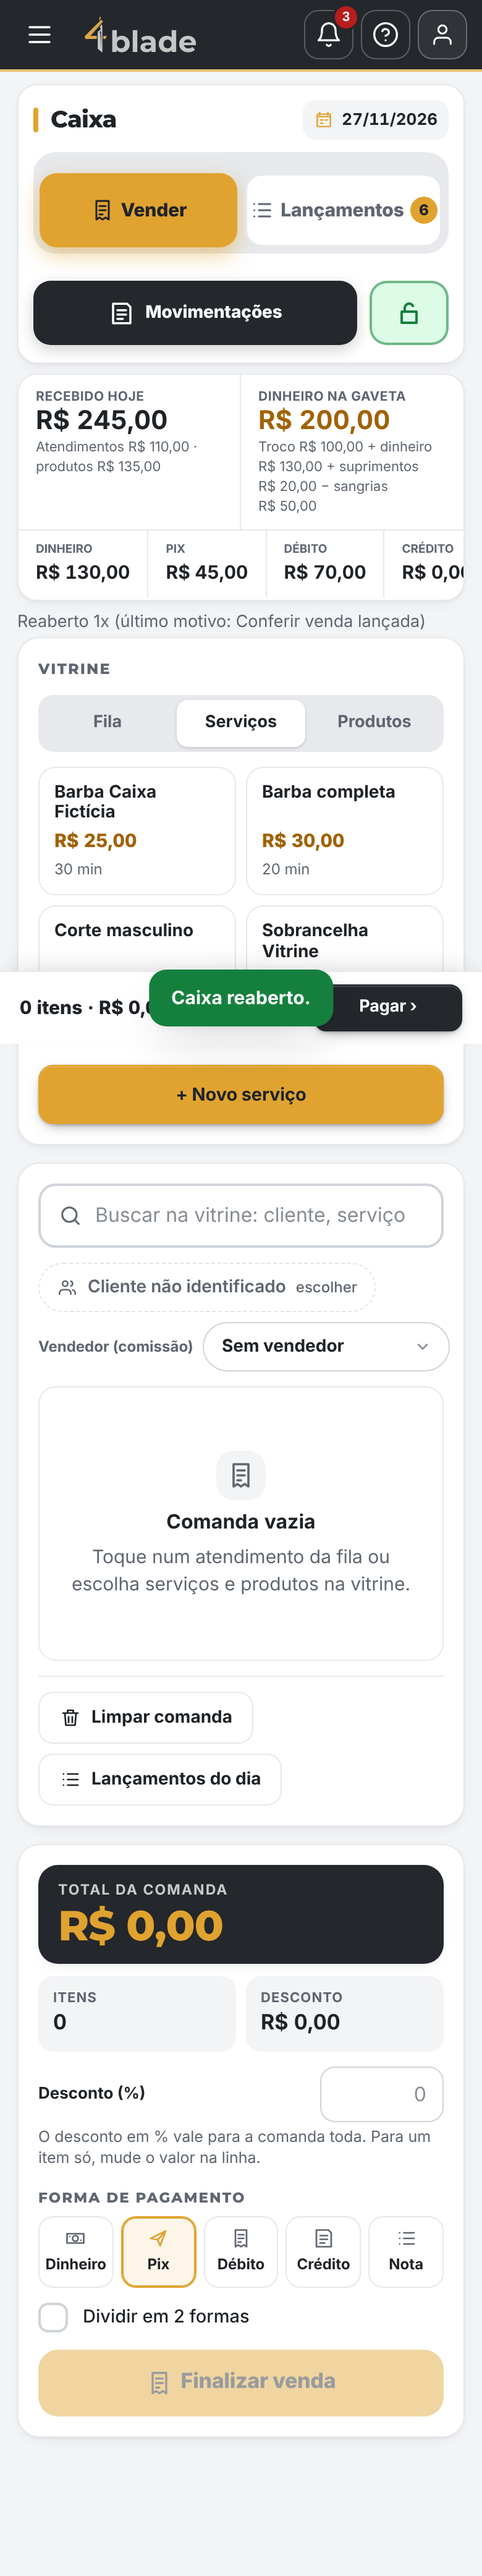 4blade
3
Caixa
27/11/2026
Vender
Lançamentos 6
Movimentações
RECEBIDO HOJE
R$ 245,00
Atendimentos R$ 110,00 ·
produtos R$ 135,00
DINHEIRO NA GAVETA
R$ 200,00
Troco R$ 100,00 + dinheiro
R$ 130,00 + suprimentos
R$ 20,00 − sangrias
R$ 50,00
DINHEIRO
R$ 130,00
PIX
R$ 45,00
DÉBITO
R$ 70,00
CRÉDITO
R$ 0,00
Reaberto 1x (último motivo: Conferir venda lançada)
VITRINE
Fila
Serviços
Produtos
Barba Caixa
Fictícia
R$ 25,00
30 min
Barba completa
R$ 30,00
20 min
Corte masculino
Sobrancelha
Vitrine
0 itens · R$ 0,0
Caixa reaberto.
Pagar ›
+ Novo serviço
Buscar na vitrine: cliente, serviço
Cliente não identificado escolher
Vendedor (comissão)
Sem vendedor
Comanda vazia
Toque num atendimento da fila ou
escolha serviços e produtos na vitrine.
Limpar comanda
Lançamentos do dia
TOTAL DA COMANDA
R$ 0,00
ITENS
0
DESCONTO
R$ 0,00
Desconto (%)
0
O desconto em % vale para a comanda toda. Para um
item só, mude o valor na linha.
FORMA DE PAGAMENTO
Dinheiro
Pix
Débito
Crédito
Nota
Dividir em 2 formas
Finalizar venda